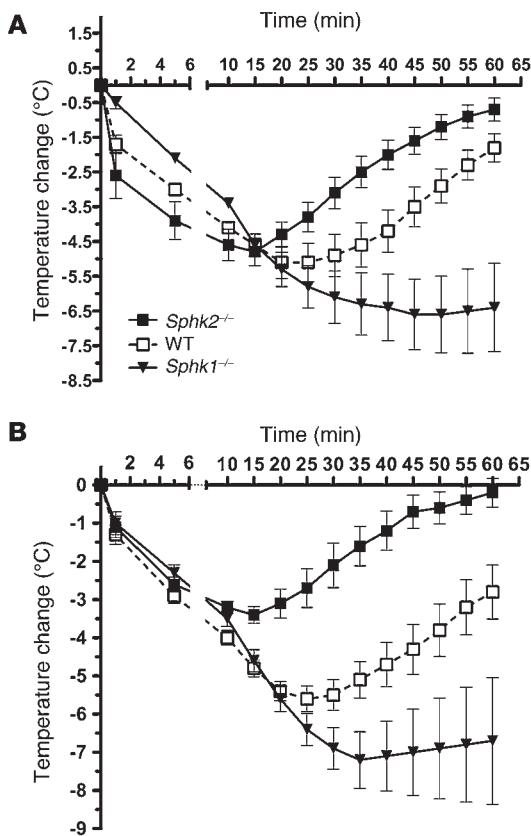 A
Time (min)
1.5
0.5
-0.5
-1.5
-2.5
-3.5
-4.5
-5.5
-6.5
-7.5
-8.5
2 4 6 10 15 20 25 30 35 40 45 50 55 60 65
Temperature change (°C)
Sphk2⁻/⁻
WT
Sphk1⁻/⁻
B
Time (min)
2 4 6 10 15 20 25 30 35 40 45 50 55 60 65
0
-1
-2
-3
-4
-5
-6
-7
-8
-9
Temperature change (°C)